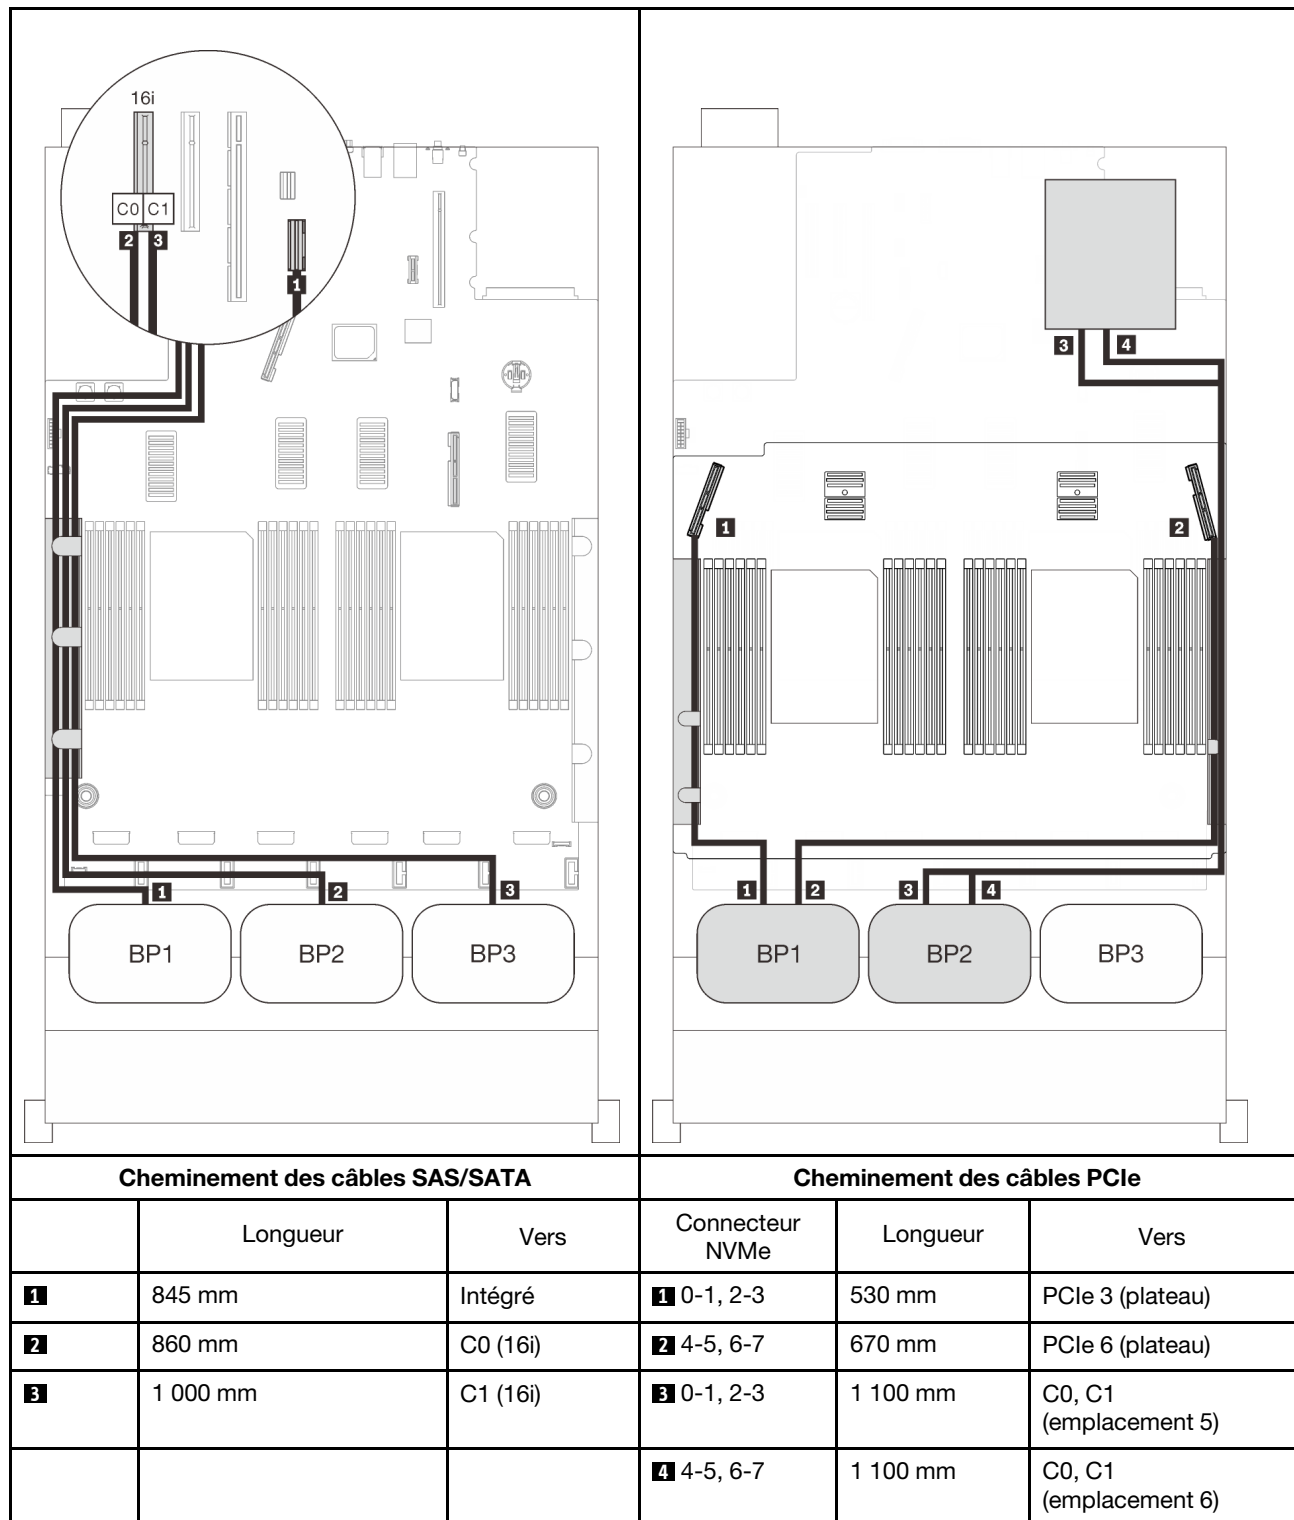 16i
C0 C1
2 3
1
1
2
3
BP1 BP2 BP3
3 4
1
2
1 2 3 4
BP1 BP2 BP3
Cheminement des câbles SAS/SATA
Cheminement des câbles PCIe
Longueur Vers
Connecteur NVMe Longueur Vers
1 845 mm Intégré
1 0-1, 2-3 530 mm PCIe 3 (plateau)
2 860 mm C0 (16i)
2 4-5, 6-7 670 mm PCIe 6 (plateau)
3 1 000 mm C1 (16i)
3 0-1, 2-3 1 100 mm C0, C1
(emplacement 5)
4 4-5, 6-7 1 100 mm C0, C1
(emplacement 6)